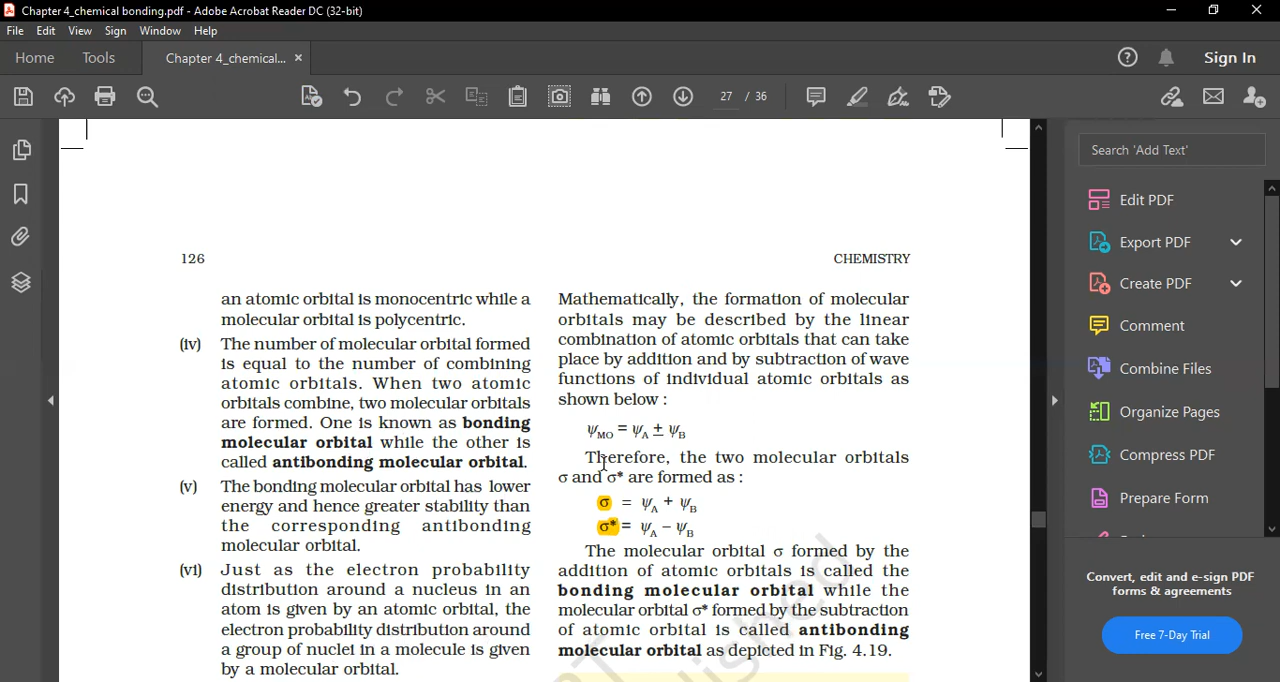 Chapter 4_chemical bonding.pdf - Adobe Acrobat Reader DC (32-bit)
File Edit View Sign Window Help
Home Tools Chapter 4_chemical... × Sign In
27 / 36
Search 'Add Text'
Edit PDF
Export PDF
Create PDF
Comment
Combine Files
Organize Pages
Compress PDF
Prepare Form
Convert, edit and e-sign PDF
forms & agreements
Free 7-Day Trial
126 CHEMISTRY
an atomic orbital is monocentric while a
molecular orbital is polycentric.
(iv) The number of molecular orbital formed
is equal to the number of combining
atomic orbitals. When two atomic
orbitals combine, two molecular orbitals
are formed. One is known as bonding
molecular orbital while the other is
called antibonding molecular orbital.
(v) The bonding molecular orbital has lower
energy and hence greater stability than
the corresponding antibonding
molecular orbital.
(vi) Just as the electron probability
distribution around a nucleus in an
atom is given by an atomic orbital, the
electron probability distribution around
a group of nuclei in a molecule is given
by a molecular orbital.
Mathematically, the formation of molecular
orbitals may be described by the linear
combination of atomic orbitals that can take
place by addition and by subtraction of wave
functions of individual atomic orbitals as
shown below :
ψMO = ψA ± ψB
Therefore, the two molecular orbitals
σ and σ* are formed as :
σ = ψA + ψB
σ* = ψA − ψB
The molecular orbital σ formed by the
addition of atomic orbitals is called the
bonding molecular orbital while the
molecular orbital σ* formed by the subtraction
of atomic orbital is called antibonding
molecular orbital as depicted in Fig. 4.19.